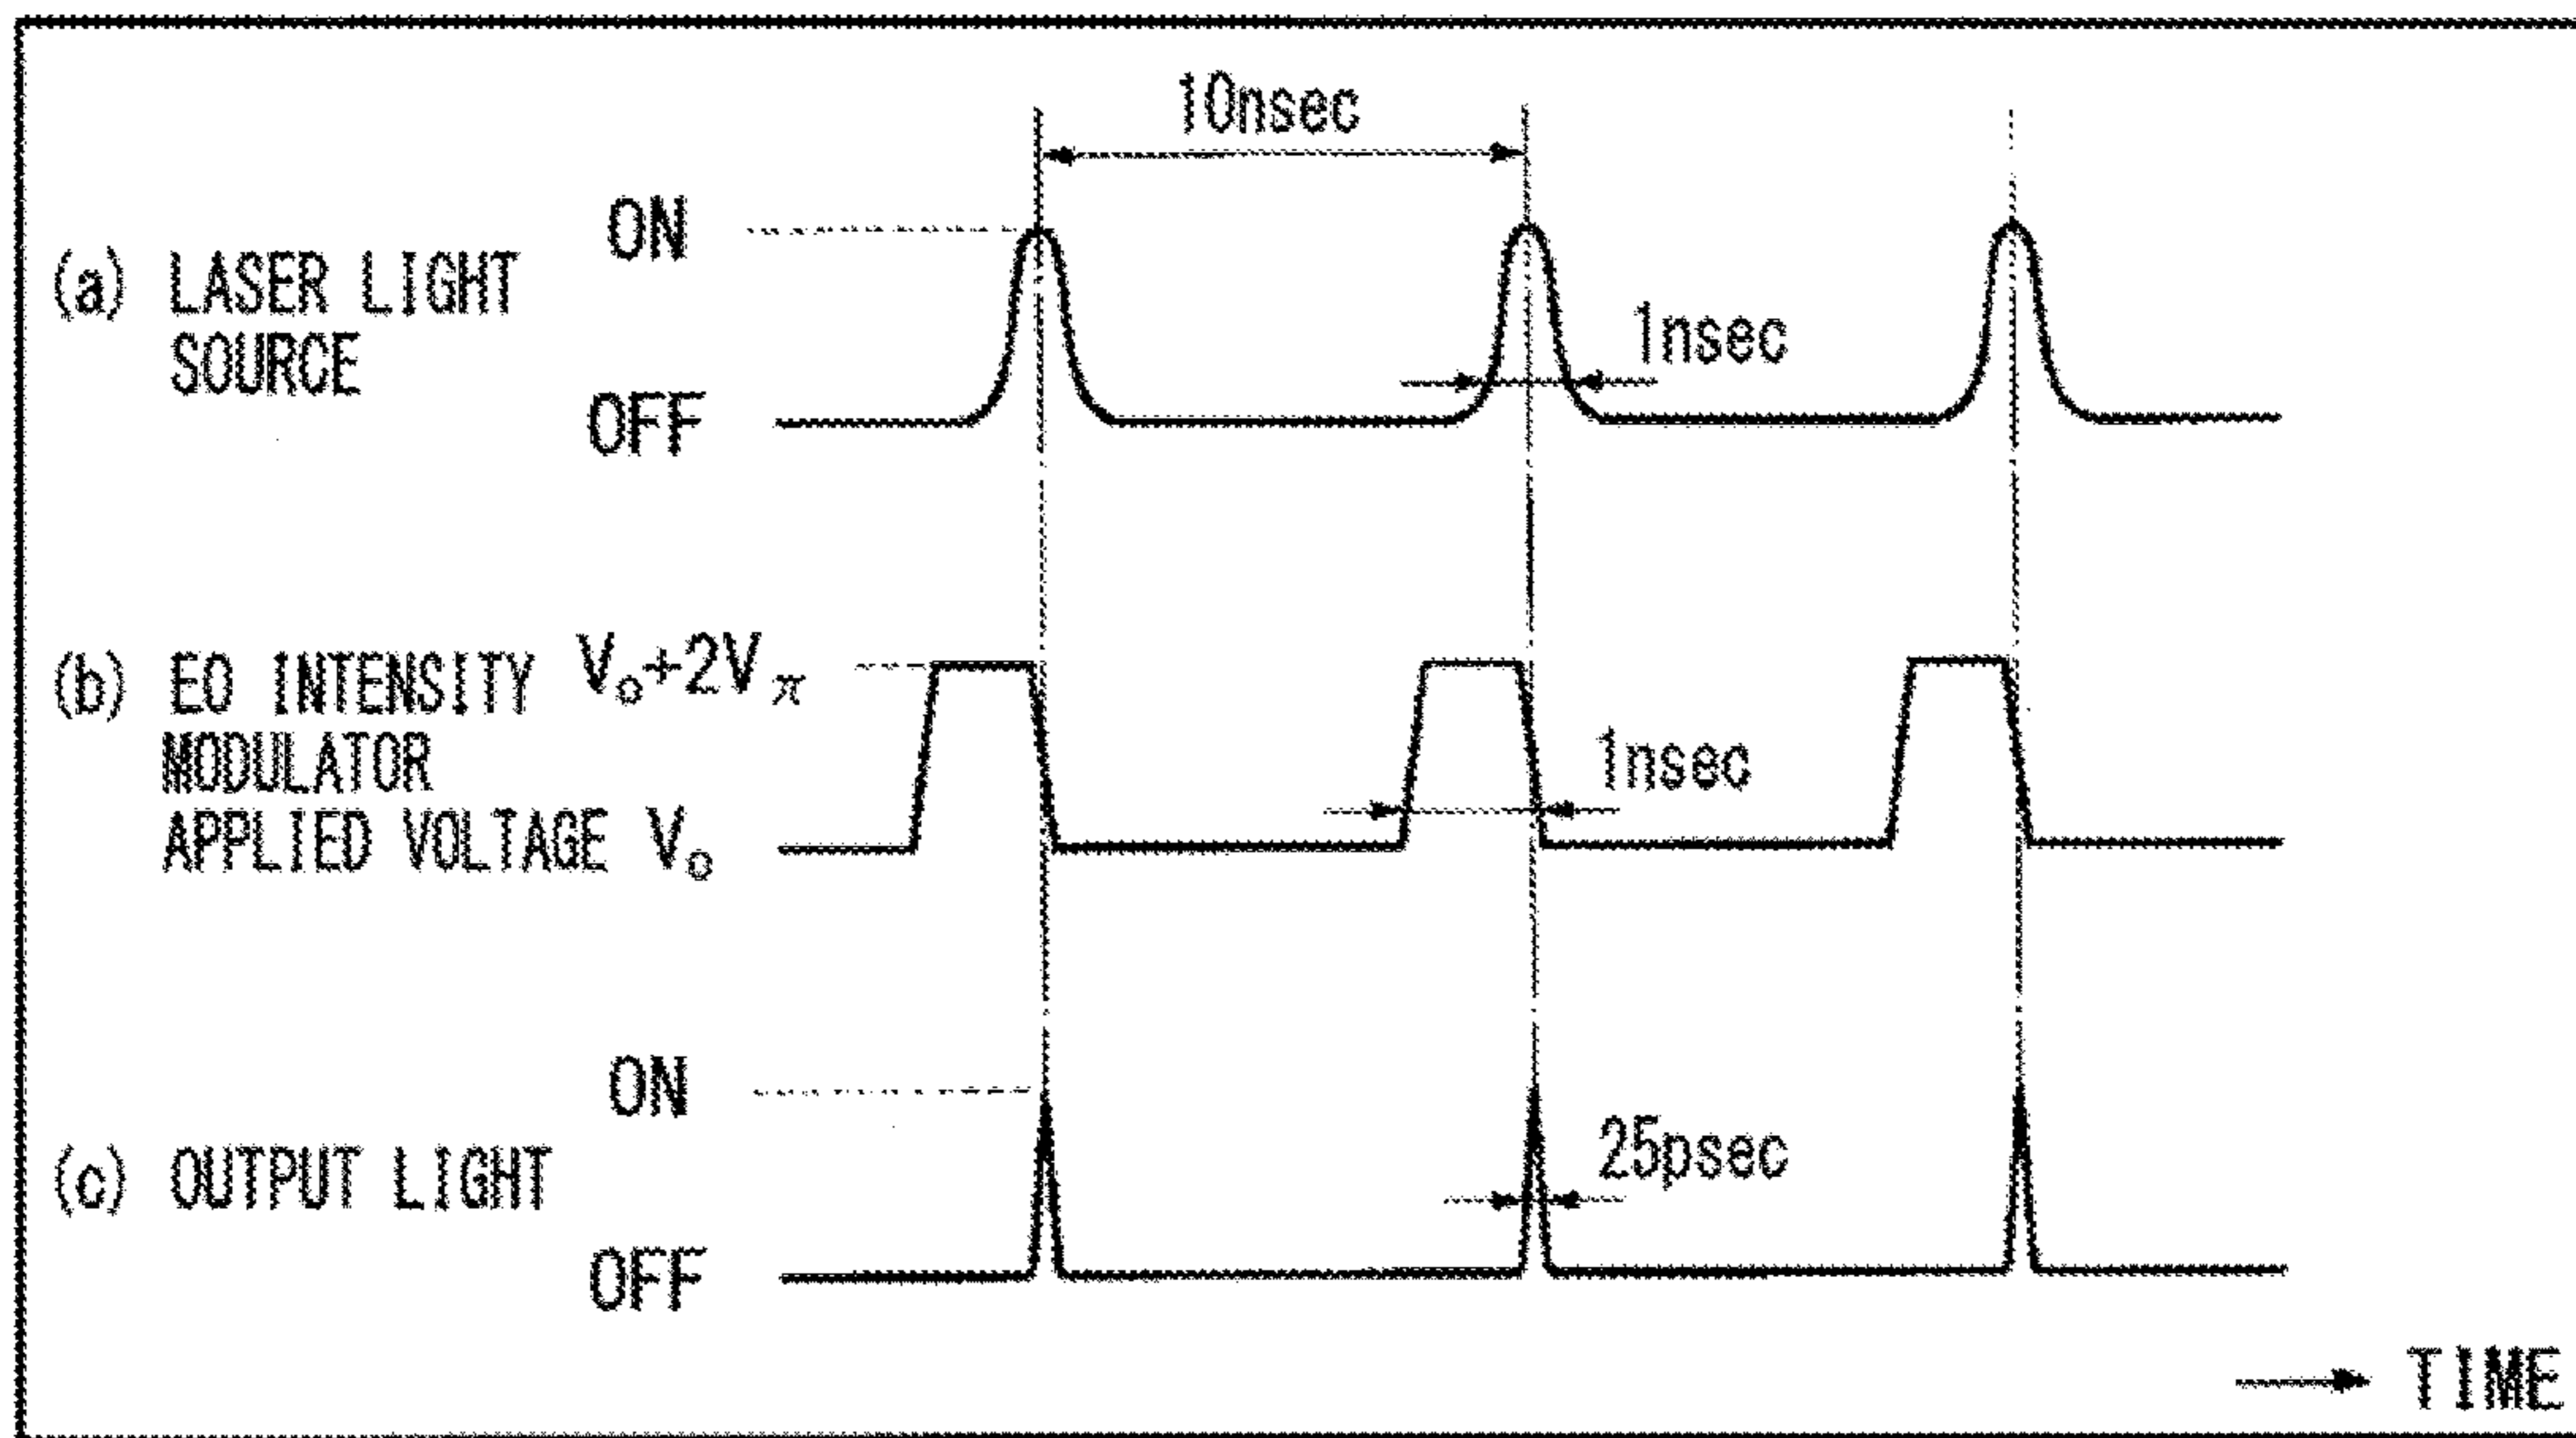 10nsec
ON
(a) LASER LIGHT
SOURCE
1nsec
OFF
(b) EO INTENSITY V₀+2Vπ
MODULATOR
1nsec
APPLIED VOLTAGE V₀
ON
25psec
(c) OUTPUT LIGHT
OFF
TIME